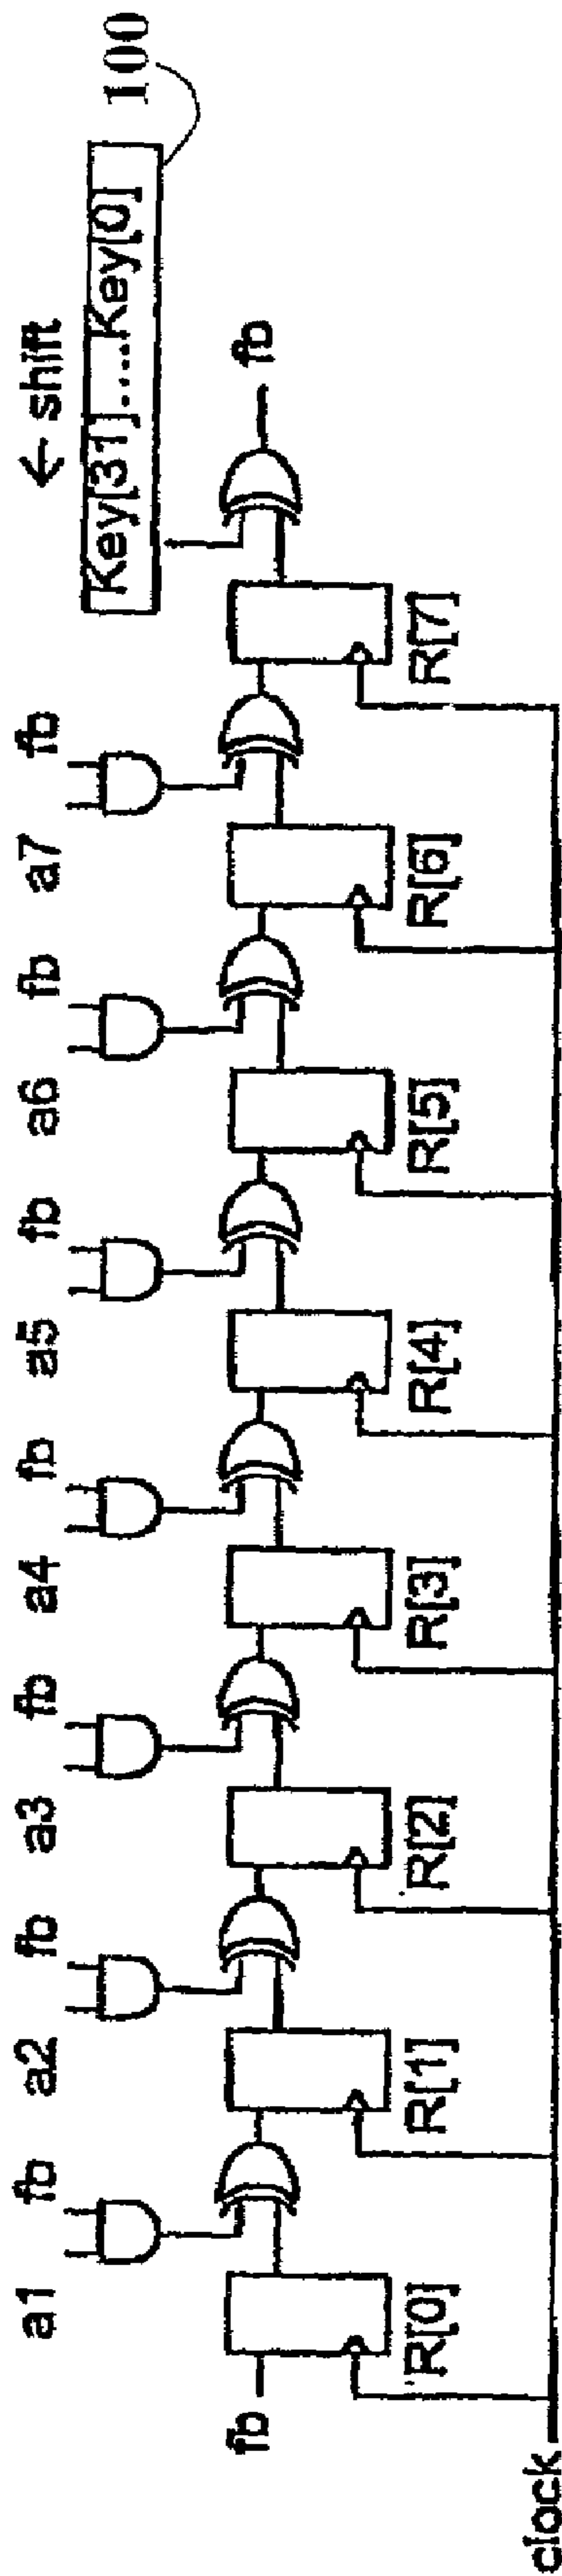 ← shift
Key[31].....Key[0]
100
a1 fb a2 fb a3 fb a4 fb a5 fb a6 fb a7 fb
fb
fb
R[0] R[1] R[2] R[3] R[4] R[5] R[6] R[7]
clock